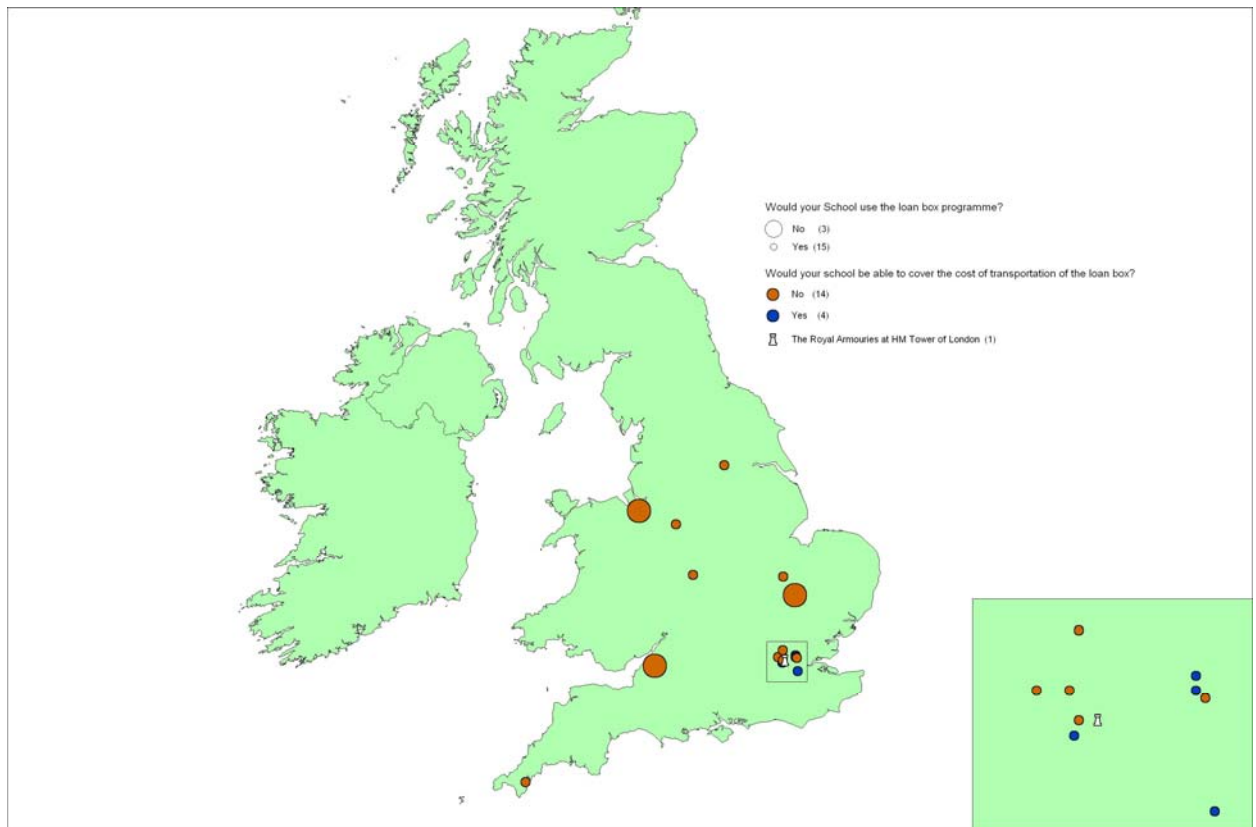 Would your School use the loan box programme?
No (3)
Yes (15)
Would your school be able to cover the cost of transportation of the loan box?
No (14)
Yes (4)
The Royal Armouries at HM Tower of London (1)